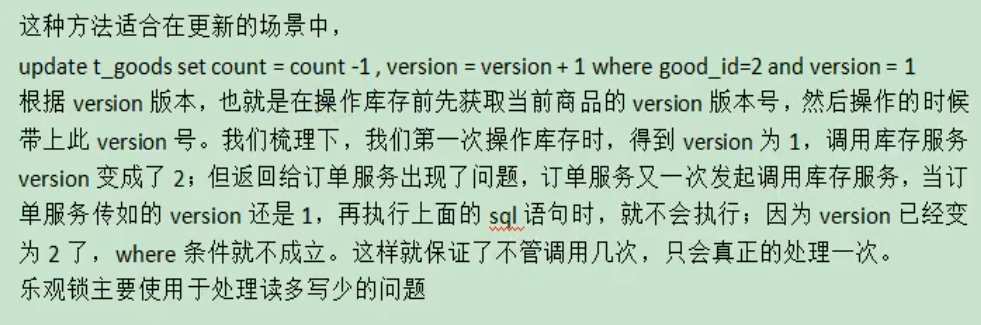 这种方法适合在更新的场景中，
update t_goods set count = count -1 , version = version + 1 where good_id=2 and version = 1
根据 version 版本，也就是在操作库存前先获取当前商品的 version 版本号，然后操作的时候
带上此 version 号。我们梳理下，我们第一次操作库存时，得到 version 为 1，调用库存服务
version 变成了 2；但返回给订单服务出现了问题，订单服务又一次发起调用库存服务，当订
单服务传如的 version 还是 1，再执行上面的 sql 语句时，就不会执行；因为 version 已经变
为 2 了，where 条件就不成立。这样就保证了不管调用几次，只会真正的处理一次。
乐观锁主要使用于处理读多写少的问题